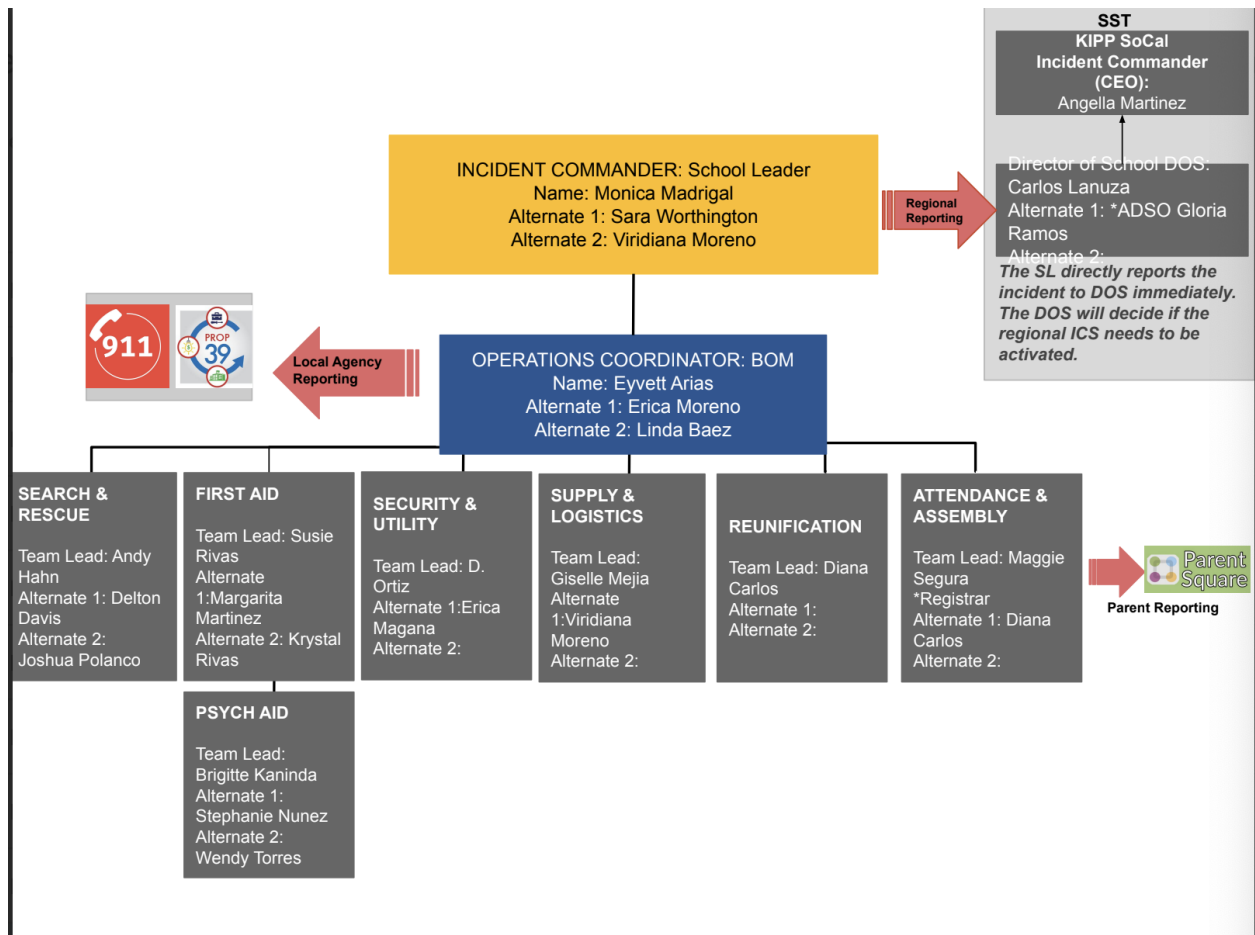 SST
KIPP SoCal
Incident Commander
(CEO):
Angella Martinez
Director of School DOS:
Carlos Lanuza
Alternate 1: *ADSO Gloria
Ramos
Alternate 2:
The SL directly reports the
incident to DOS immediately.
The DOS will decide if the
regional ICS needs to be
activated.
INCIDENT COMMANDER: School Leader
Name: Monica Madrigal
Alternate 1: Sara Worthington
Alternate 2: Viridiana Moreno
Regional
Reporting
911
PROP
39
Local Agency
Reporting
OPERATIONS COORDINATOR: BOM
Name: Eyvett Arias
Alternate 1: Erica Moreno
Alternate 2: Linda Baez
SEARCH &
RESCUE
Team Lead: Andy
Hahn
Alternate 1: Delton
Davis
Alternate 2:
Joshua Polanco
FIRST AID
Team Lead: Susie
Rivas
Alternate
1:Margarita
Martinez
Alternate 2: Krystal
Rivas
SECURITY &
UTILITY
Team Lead: D.
Ortiz
Alternate 1:Erica
Magana
Alternate 2:
SUPPLY &
LOGISTICS
Team Lead:
Giselle Mejia
Alternate
1:Viridiana
Moreno
Alternate 2:
REUNIFICATION
Team Lead: Diana
Carlos
Alternate 1:
Alternate 2:
ATTENDANCE &
ASSEMBLY
Team Lead: Maggie
Segura
*Registrar
Alternate 1: Diana
Carlos
Alternate 2:
Parent
Square
Parent Reporting
PSYCH AID
Team Lead:
Brigitte Kaninda
Alternate 1:
Stephanie Nunez
Alternate 2:
Wendy Torres